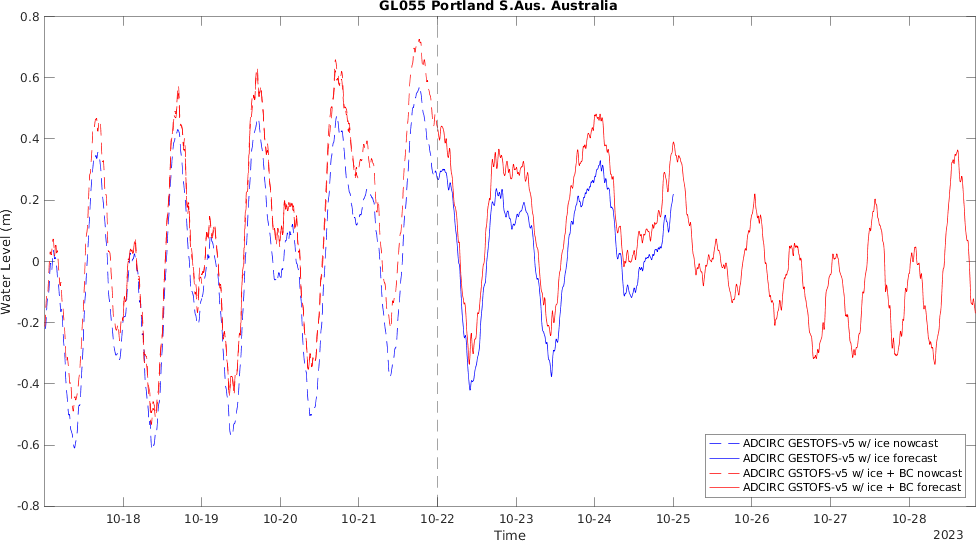 GL055 Portland S.Aus. Australia
0.8
0.6
0.4
0.2
0
-0.2
-0.4
-0.6
-0.8
Water Level (m)
10-18 10-19 10-20 10-21 10-22 10-23 10-24 10-25 10-26 10-27 10-28
Time
2023
ADCIRC GESTOFS-v5 w/ ice nowcast
ADCIRC GESTOFS-v5 w/ ice forecast
ADCIRC GSTOFS-v5 w/ ice + BC nowcast
ADCIRC GSTOFS-v5 w/ ice + BC forecast